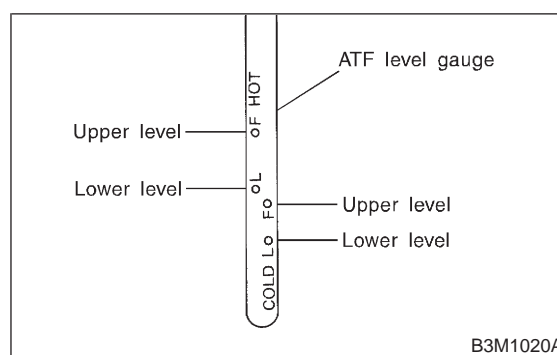 ATF level gauge
F HOT
Upper level
L
Lower level
F
Upper level
COLD L
Lower level
B3M1020A